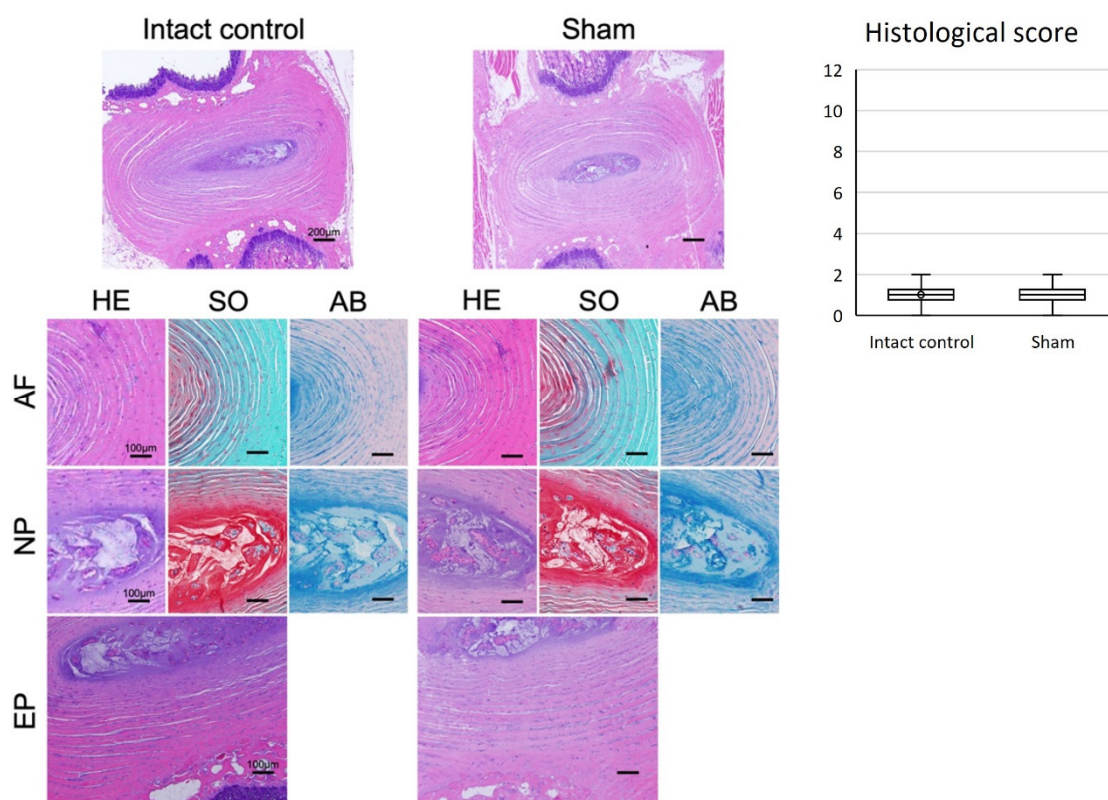 Intact control
Sham
200µm
HE SO AB HE SO AB
AF
100µm
NP
100µm
EP
100µm
Histological score
12
10
8
6
4
2
0
Intact control Sham